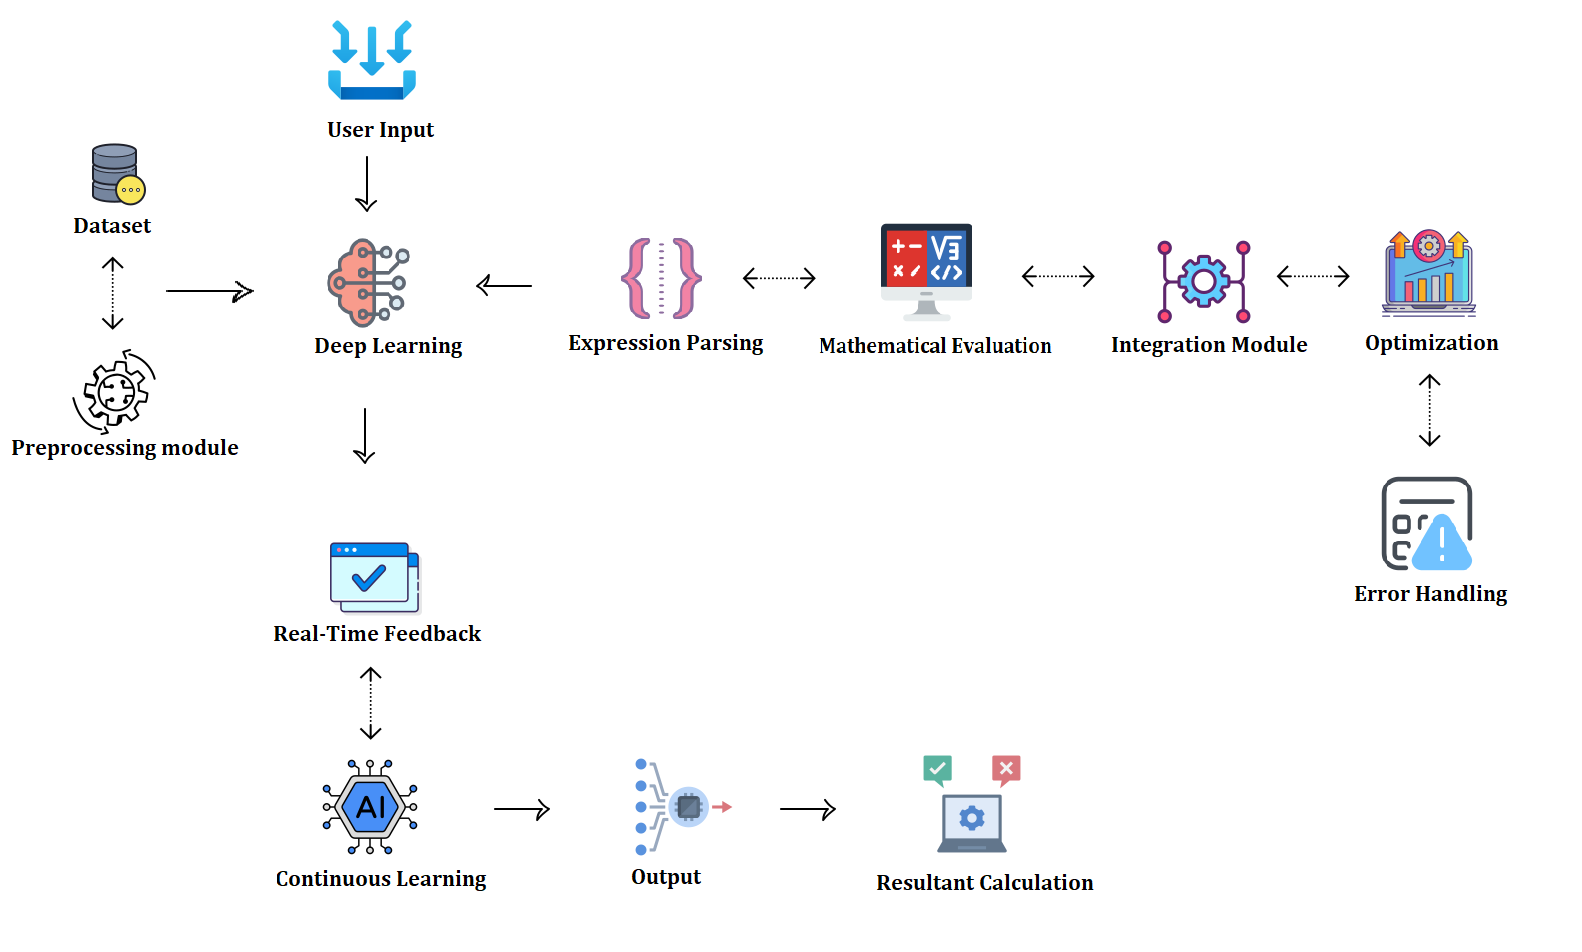 User Input
Dataset
Deep Learning
Expression Parsing
Mathematical Evaluation
Integration Module
Optimization
Preprocessing module
Error Handling
Real-Time Feedback
AI
Continuous Learning
Output
Resultant Calculation